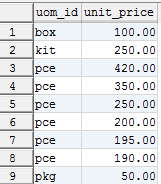 uom_id unit_price
1 box 100.00
2 kit 250.00
3 pce 420.00
4 pce 350.00
5 pce 250.00
6 pce 200.00
7 pce 195.00
8 pce 190.00
9 pkg 50.00